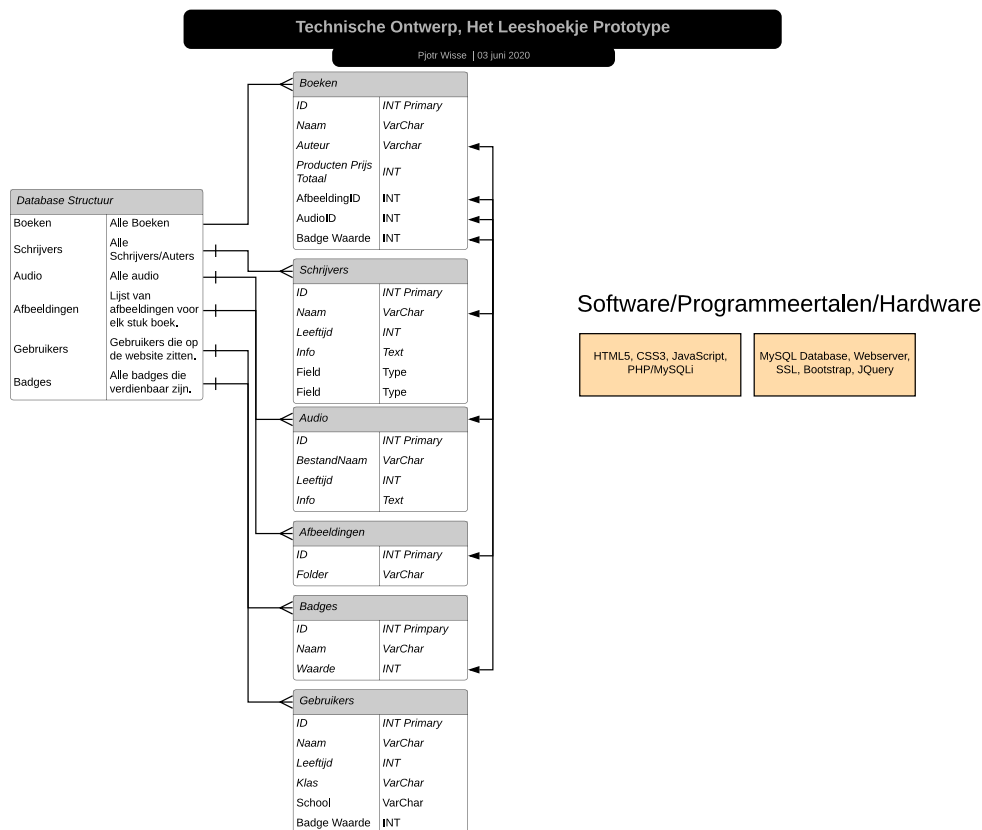 Technische Ontwerp, Het Leeshoekje Prototype
Pjotr Wisse | 03 juni 2020
Database Structuur
Boeken Alle Boeken
Schrijvers Alle
Schrijvers/Auters
Audio Alle audio
Afbeeldingen Lijst van
afbeeldingen voor
elk stuk boek.
Gebruikers Gebruikers die op
de website zitten.
Badges Alle badges die
verdienbaar zijn.
Boeken
ID INT Primary
Naam VarChar
Auteur Varchar
Producten Prijs
Totaal INT
AfbeeldingID INT
AudioID INT
Badge Waarde INT
Schrijvers
ID INT Primary
Naam VarChar
Leeftijd INT
Info Text
Field Type
Field Type
Audio
ID INT Primary
BestandNaam VarChar
Leeftijd INT
Info Text
Afbeeldingen
ID INT Primary
Folder VarChar
Badges
ID INT Primpary
Naam VarChar
Waarde INT
Gebruikers
ID INT Primary
Naam VarChar
Leeftijd INT
Klas VarChar
School VarChar
Badge Waarde INT
Software/Programmeertalen/Hardware
HTML5, CSS3, JavaScript,
PHP/MySQLi
MySQL Database, Webserver,
SSL, Bootstrap, JQuery